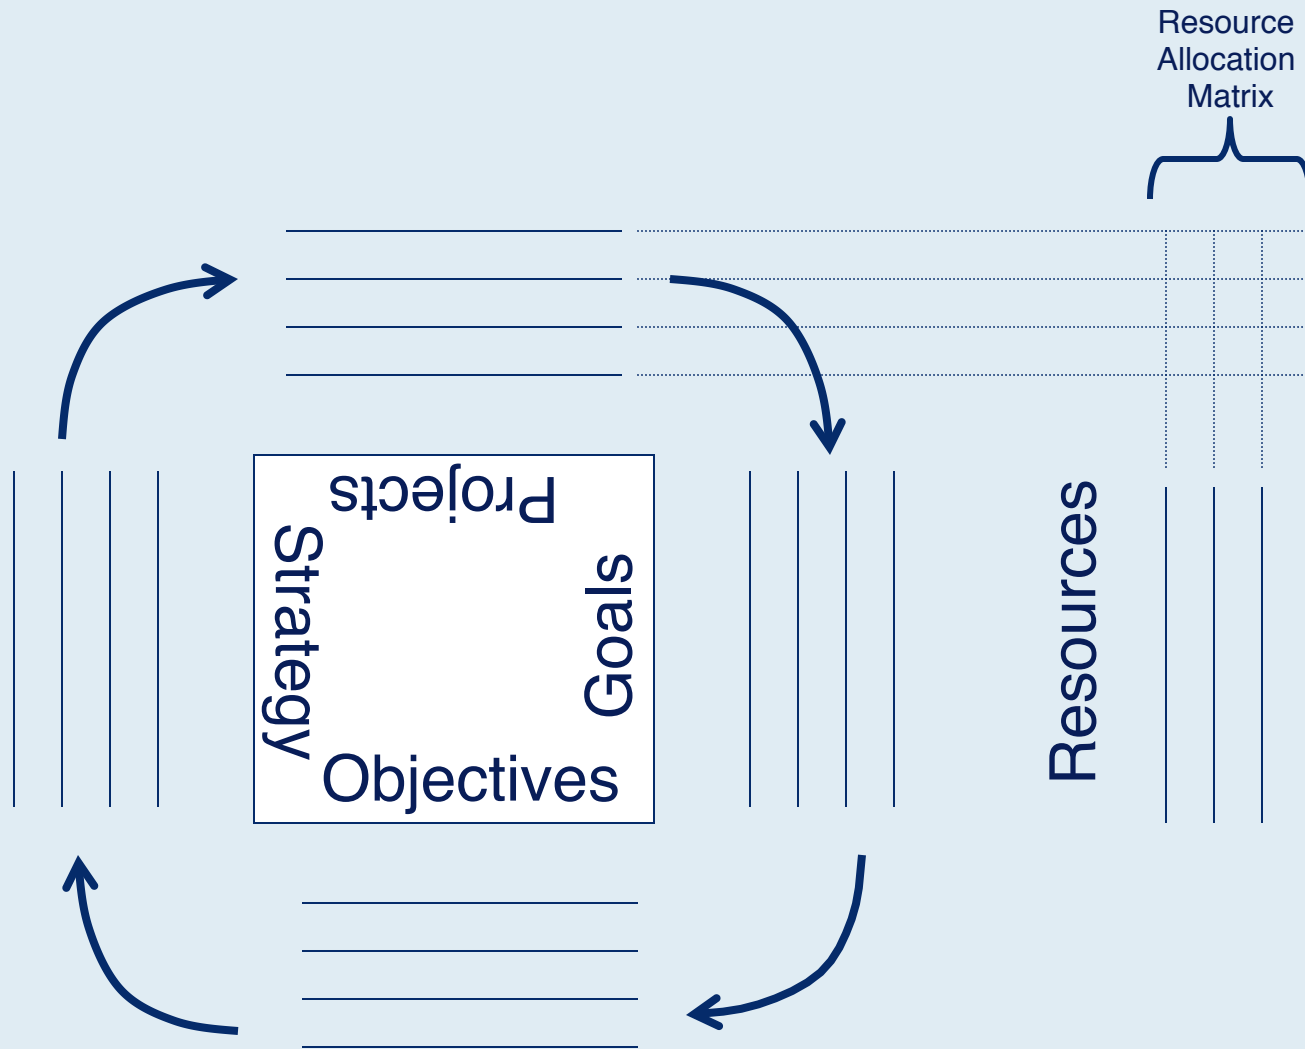 Resource
Allocation
Matrix
Projects
Strategy
Goals
Objectives
Resources